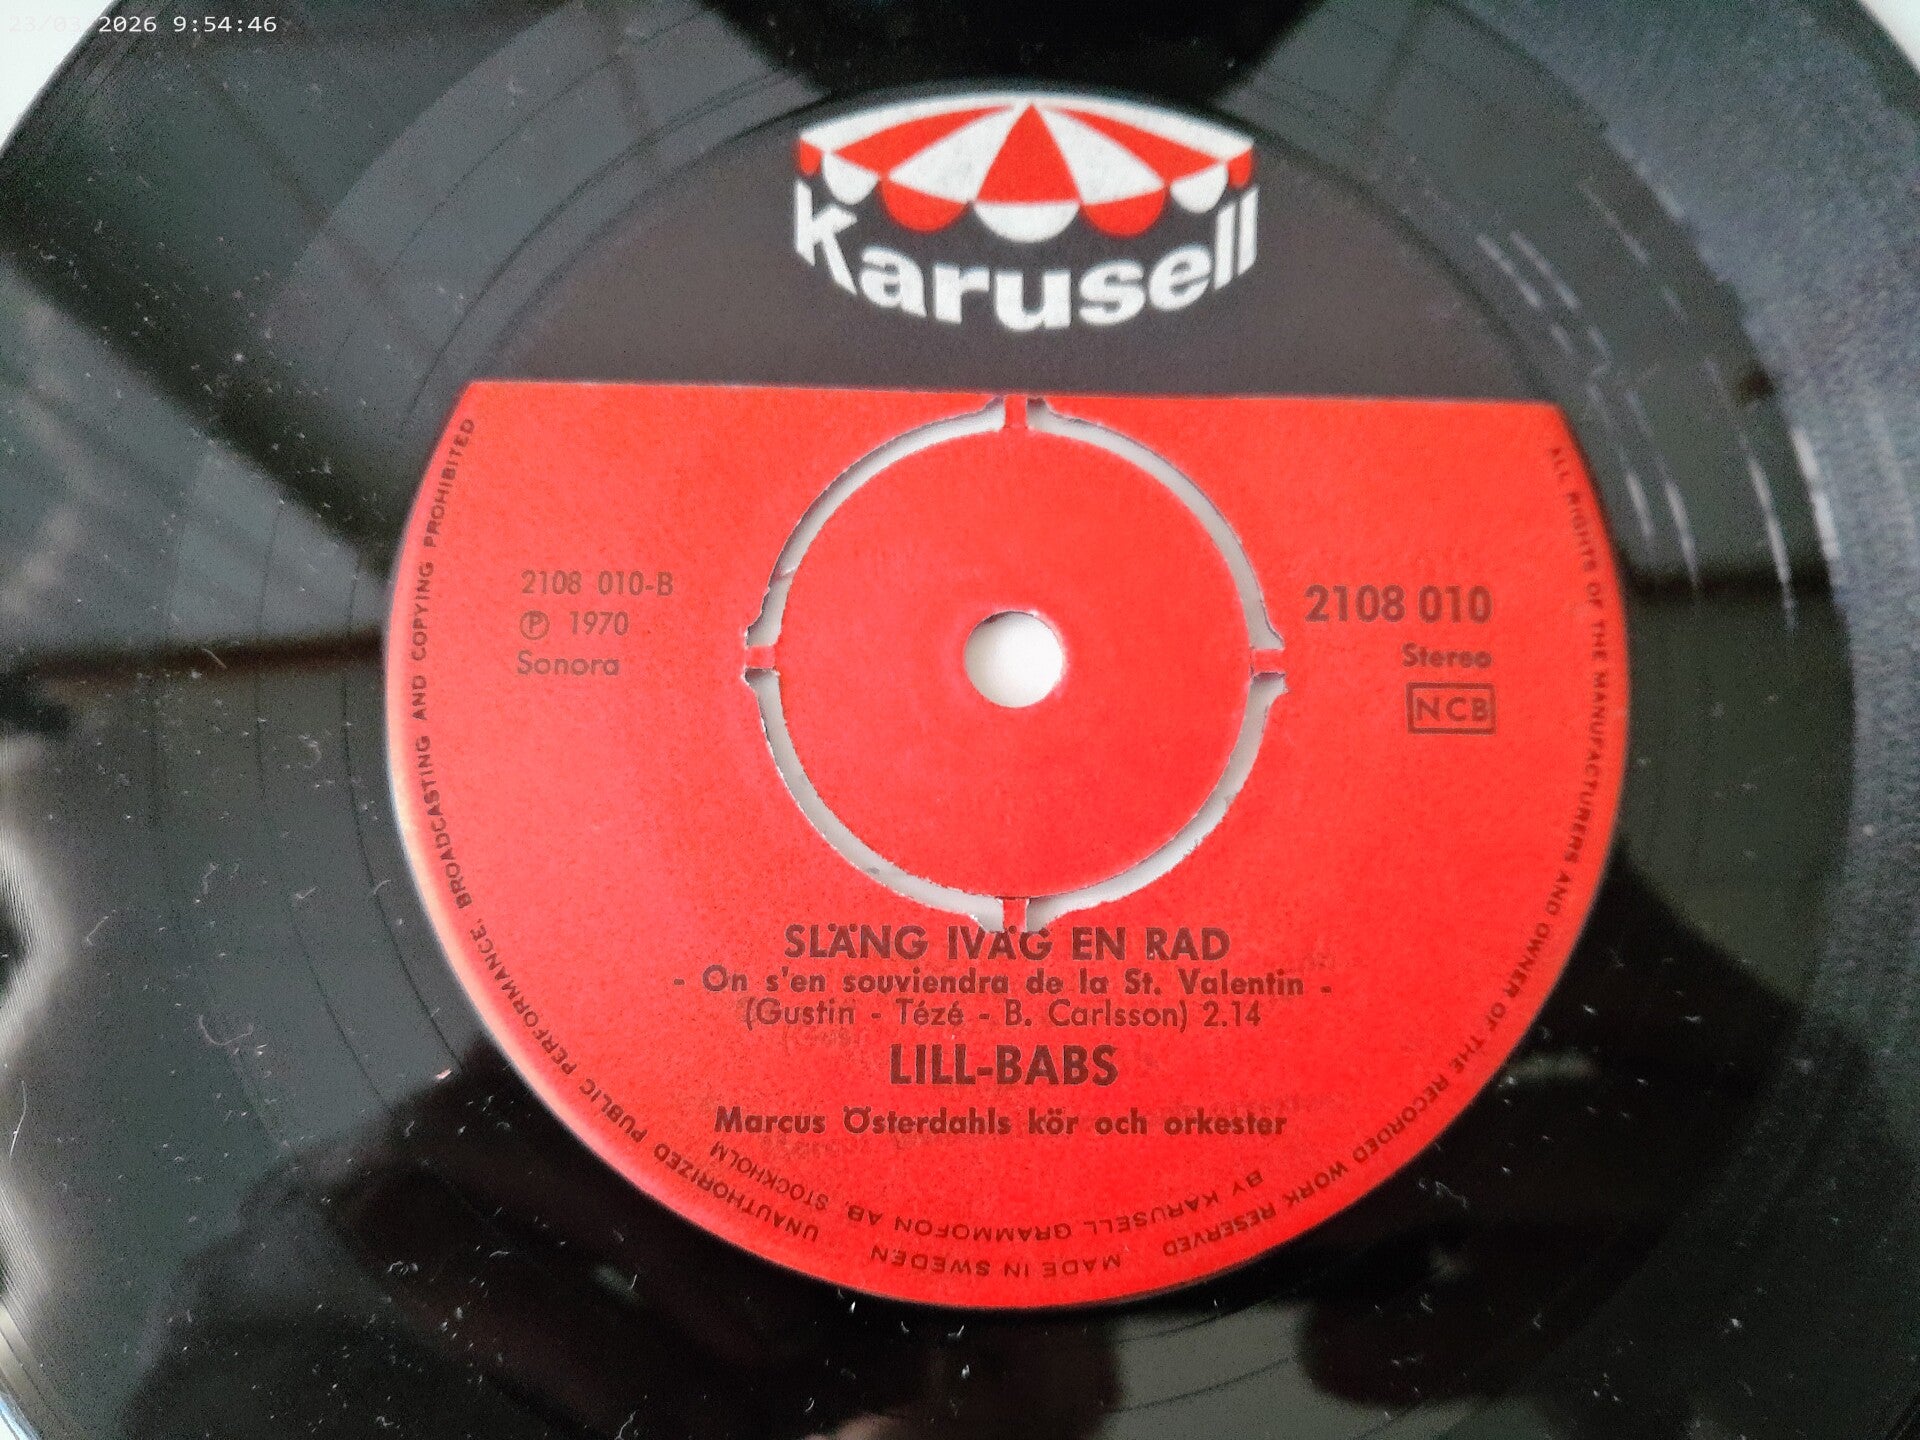 2026 9:54:46
Karusell
2108 010-B
Ⓟ 1970
Sonora
2108 010
Stereo
NCB
SLÄNG IVÄG EN RAD
- On s'en souviendra de la St. Valentin -
(Gustin - Tézé - B. Carlsson) 2.14
LILL-BABS
Marcus Österdahls kör och orkester
ALL RIGHTS OF THE MANUFACTURERS AND OWNER OF THE RECORDED WORK RESERVED
UNAUTHORIZED PUBLIC PERFORMANCE, BROADCASTING AND COPYING PROHIBITED
BY KARUSELL GRAMMOFON AB, STOCKHOLM
MADE IN SWEDEN